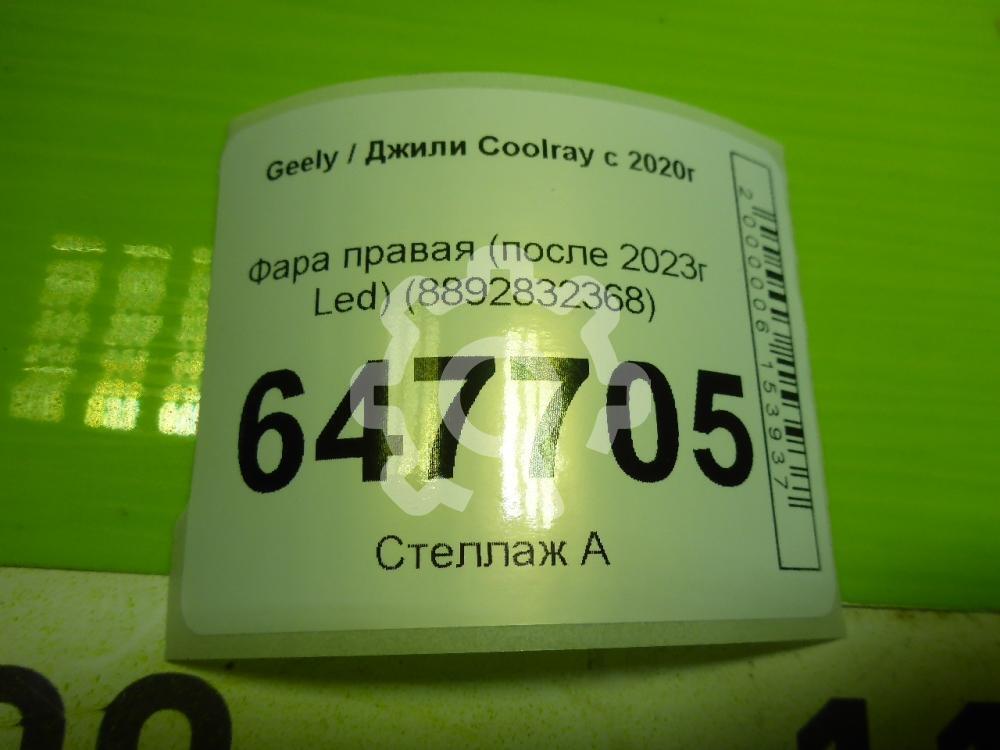 Geely / Джили Coolray с 2020г
Фара правая (после 2023г
Led) (8892832368)
647705
Стеллаж А
2000006153937